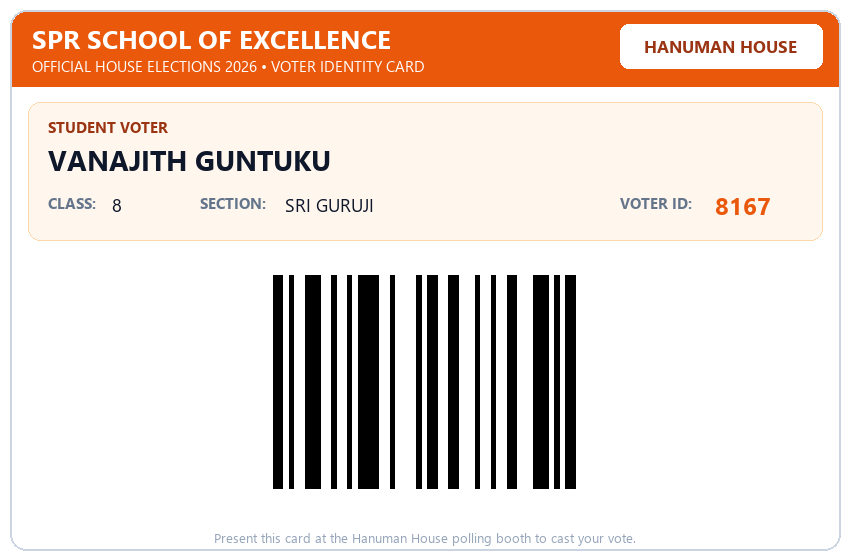 SPR SCHOOL OF EXCELLENCE
OFFICIAL HOUSE ELECTIONS 2026 • VOTER IDENTITY CARD
HANUMAN HOUSE
STUDENT VOTER
VANAJITH GUNTUKU
CLASS: 8 SECTION: SRI GURUJI VOTER ID: 8167
Present this card at the Hanuman House polling booth to cast your vote.